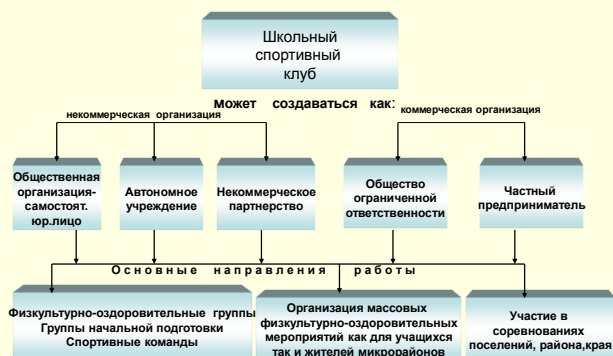 Школьный
спортивный
клуб
может создаваться как:
некоммерческая организация
коммерческая организация
Общественная
организация-
самостоят.
юр.лицо
Автономное
учреждение
Некоммерческое
партнерство
Общество
ограниченной
ответственности
Частный
предприниматель
Основные направления работы
Физкультурно-оздоровительные группы
Группы начальной подготовки
Спортивные команды
Организация массовых
физкультурно-оздоровительных
мероприятий как для учащихся
так и жителей микрорайонов
Участие в
соревнованиях
поселений, района,края